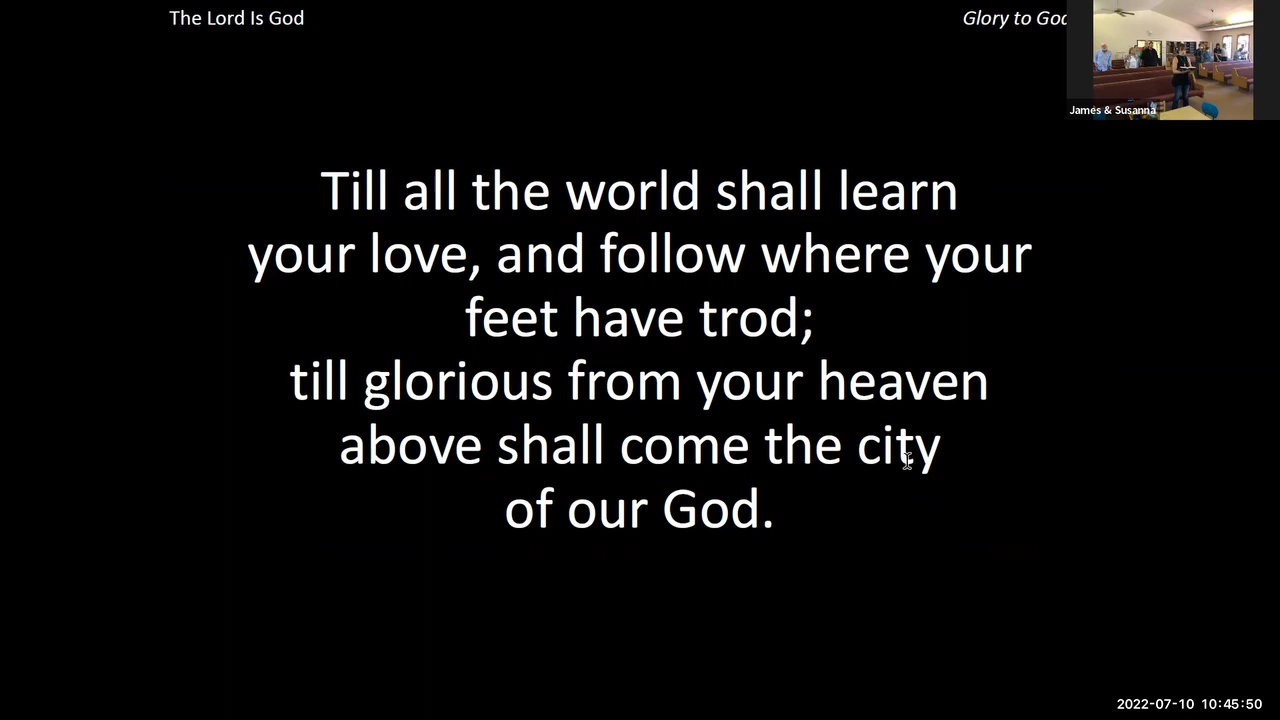 The Lord Is God
Glory to God
James & Susanna
Till all the world shall learn
your love, and follow where your
feet have trod;
till glorious from your heaven
above shall come the city
of our God.
2022-07-10 10:45:50